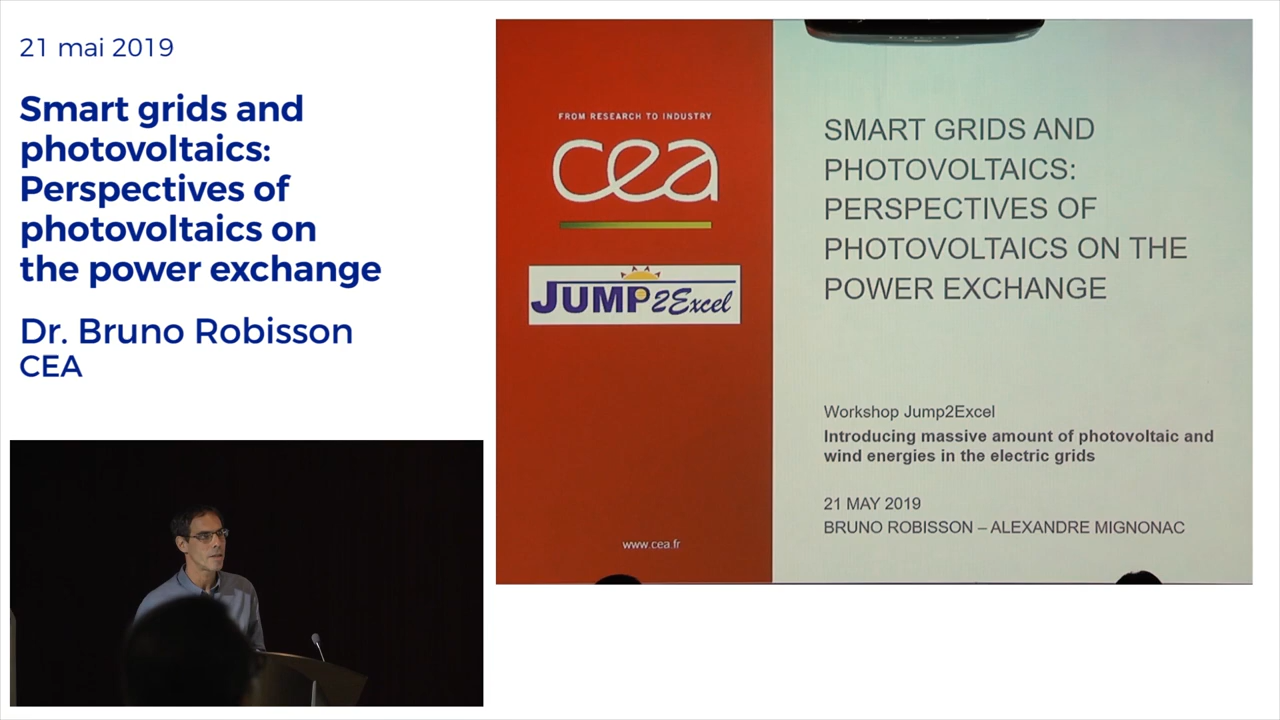 21 mai 2019
Smart grids and
photovoltaics:
Perspectives of
photovoltaics on
the power exchange
Dr. Bruno Robisson
CEA
FROM RESEARCH TO INDUSTRY
cea
JUMP2Excel
www.cea.fr
SMART GRIDS AND
PHOTOVOLTAICS:
PERSPECTIVES OF
PHOTOVOLTAICS ON THE
POWER EXCHANGE
Workshop Jump2Excel
Introducing massive amount of photovoltaic and
wind energies in the electric grids
21 MAY 2019
BRUNO ROBISSON – ALEXANDRE MIGNONAC